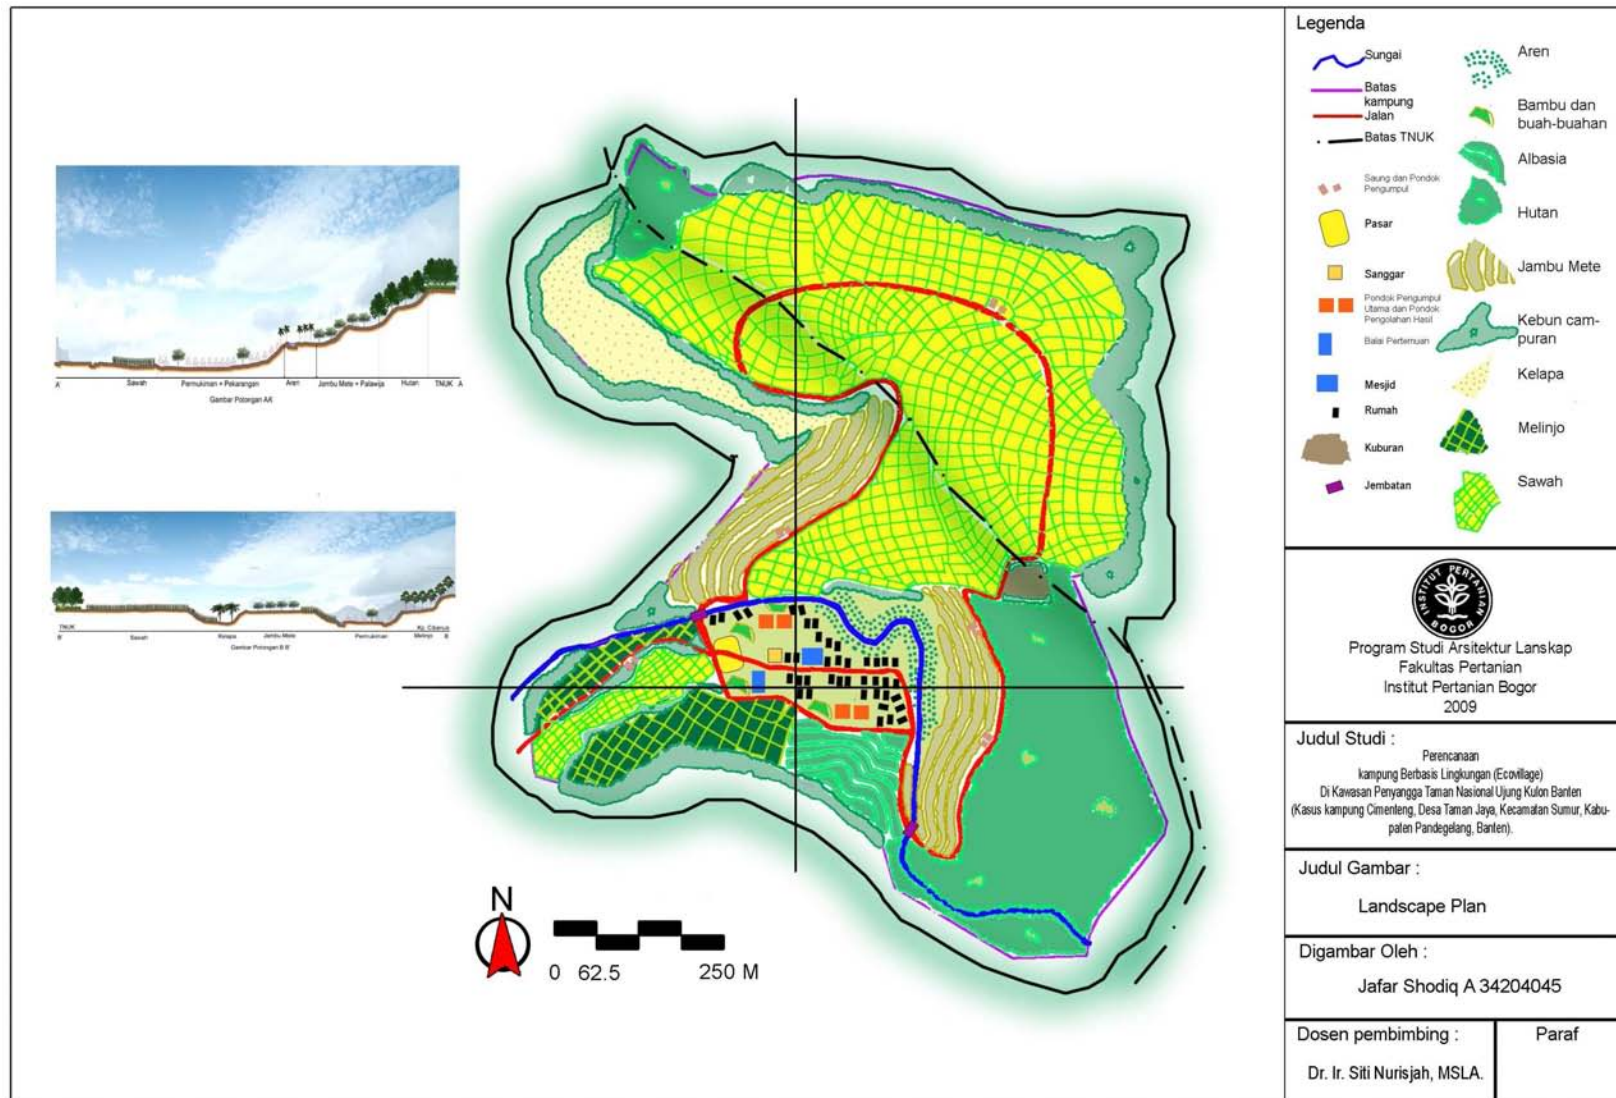 Legenda
Sungai
Batas
kampung
Jalan
Batas TNUK
Saung dan Pondok
Pengumpul
Pasar
Sanggar
Pondok Pengumpul
Utama dan Pondok
Pengolahan Hasil
Balai Pertemuan
Mesjid
Rumah
Kuburan
Jembatan
Aren
Bambu dan
buah-buahan
Albasia
Hutan
Jambu Mete
Kebun cam-
puran
Kelapa
Melinjo
Sawah
A' Sawah Permukiman + Pekarangan Aren Jambu Mete + Palawija Hutan TNUK A
Gambar Potongan AA'
TNUK Kp. Cibanua
B' Sawah Kelapa Jambu Mete Permukiman Melinjo B
Gambar Potongan B B'
N
0 62.5 250 M
INSTITUT PERTANIAN
BOGOR
Program Studi Arsitektur Lanskap
Fakultas Pertanian
Institut Pertanian Bogor
2009
Judul Studi :
Perencanaan
kampung Berbasis Lingkungan (Ecovillage)
Di Kawasan Penyangga Taman Nasional Ujung Kulon Banten
(Kasus kampung Cimenteng, Desa Taman Jaya, Kecamatan Sumur, Kabu-
paten Pandegelang, Banten).
Judul Gambar :
Landscape Plan
Digambar Oleh :
Jafar Shodiq A 34204045
Dosen pembimbing :
Dr. Ir. Siti Nurisjah, MSLA.
Paraf